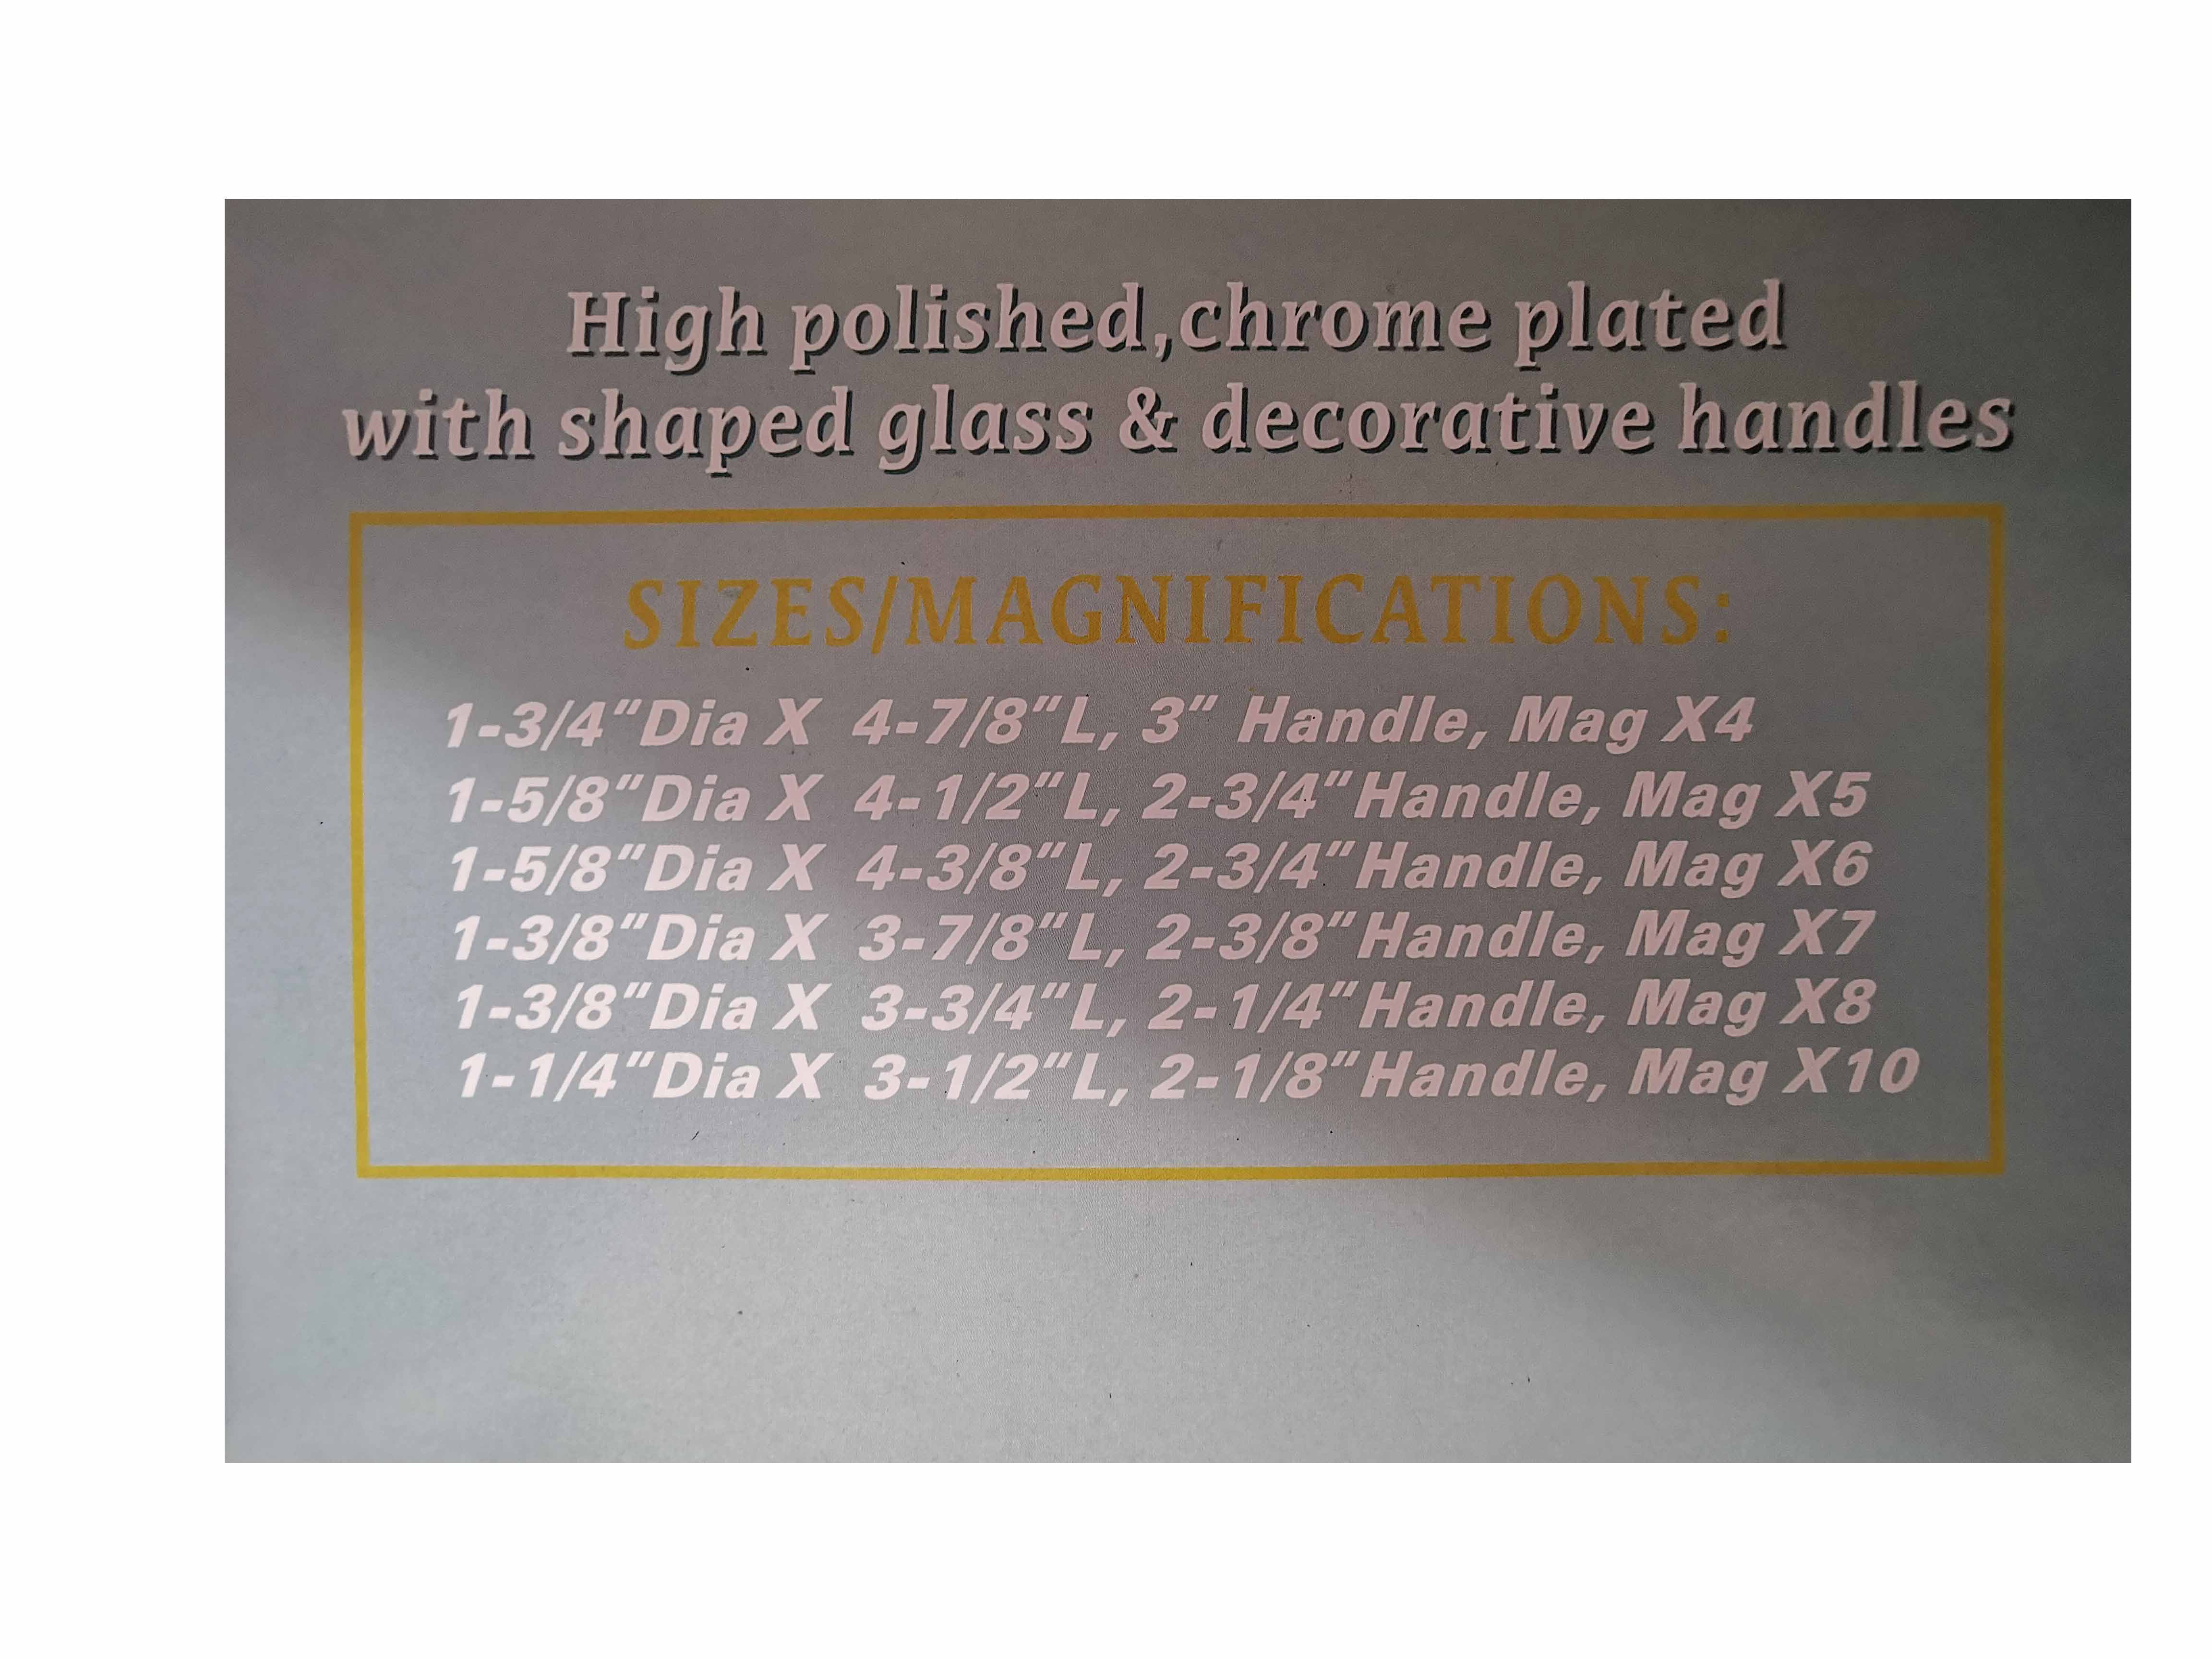 High polished,chrome plated
with shaped glass & decorative handles
SIZES/MAGNIFICATIONS:
1-3/4"Dia X 4-7/8"L, 3" Handle, Mag X4
1-5/8"Dia X 4-1/2"L, 2-3/4"Handle, Mag X5
1-5/8"Dia X 4-3/8"L, 2-3/4"Handle, Mag X6
1-3/8"Dia X 3-7/8"L, 2-3/8"Handle, Mag X7
1-3/8"Dia X 3-3/4"L, 2-1/4"Handle, Mag X8
1-1/4"Dia X 3-1/2"L, 2-1/8"Handle, Mag X10